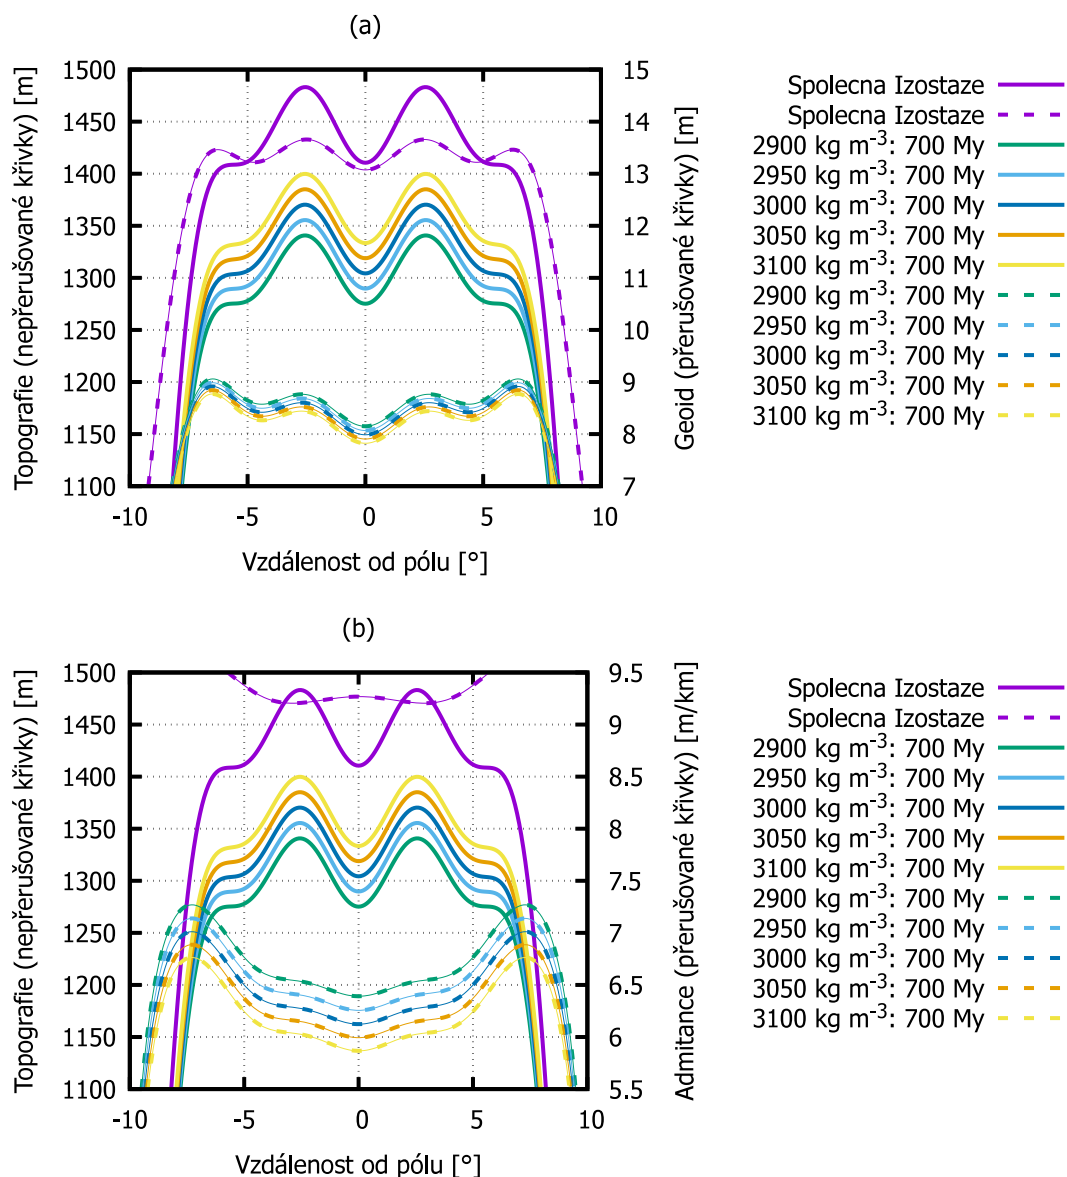 (a)
Topografie (nepřerušované křivky) [m]
1500
1450
1400
1350
1300
1250
1200
1150
1100
-10
-5
0
5
10
Vzdálenost od pólu [°]
15
14
13
12
11
10
9
8
7
Geoid (přerušované křivky) [m]
Spolecna Izostaze
Spolecna Izostaze
2900 kg m⁻³: 700 My
2950 kg m⁻³: 700 My
3000 kg m⁻³: 700 My
3050 kg m⁻³: 700 My
3100 kg m⁻³: 700 My
2900 kg m⁻³: 700 My
2950 kg m⁻³: 700 My
3000 kg m⁻³: 700 My
3050 kg m⁻³: 700 My
3100 kg m⁻³: 700 My
(b)
Topografie (nepřerušované křivky) [m]
1500
1450
1400
1350
1300
1250
1200
1150
1100
-10
-5
0
5
10
Vzdálenost od pólu [°]
9.5
9
8.5
8
7.5
7
6.5
6
5.5
Admitance (přerušované křivky) [m/km]
Spolecna Izostaze
Spolecna Izostaze
2900 kg m⁻³: 700 My
2950 kg m⁻³: 700 My
3000 kg m⁻³: 700 My
3050 kg m⁻³: 700 My
3100 kg m⁻³: 700 My
2900 kg m⁻³: 700 My
2950 kg m⁻³: 700 My
3000 kg m⁻³: 700 My
3050 kg m⁻³: 700 My
3100 kg m⁻³: 700 My